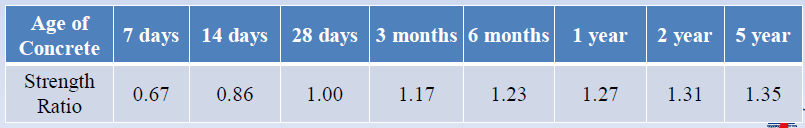 Age of Concrete 7 days 14 days 28 days 3 months 6 months 1 year 2 year 5 year
Strength Ratio 0.67 0.86 1.00 1.17 1.23 1.27 1.31 1.35